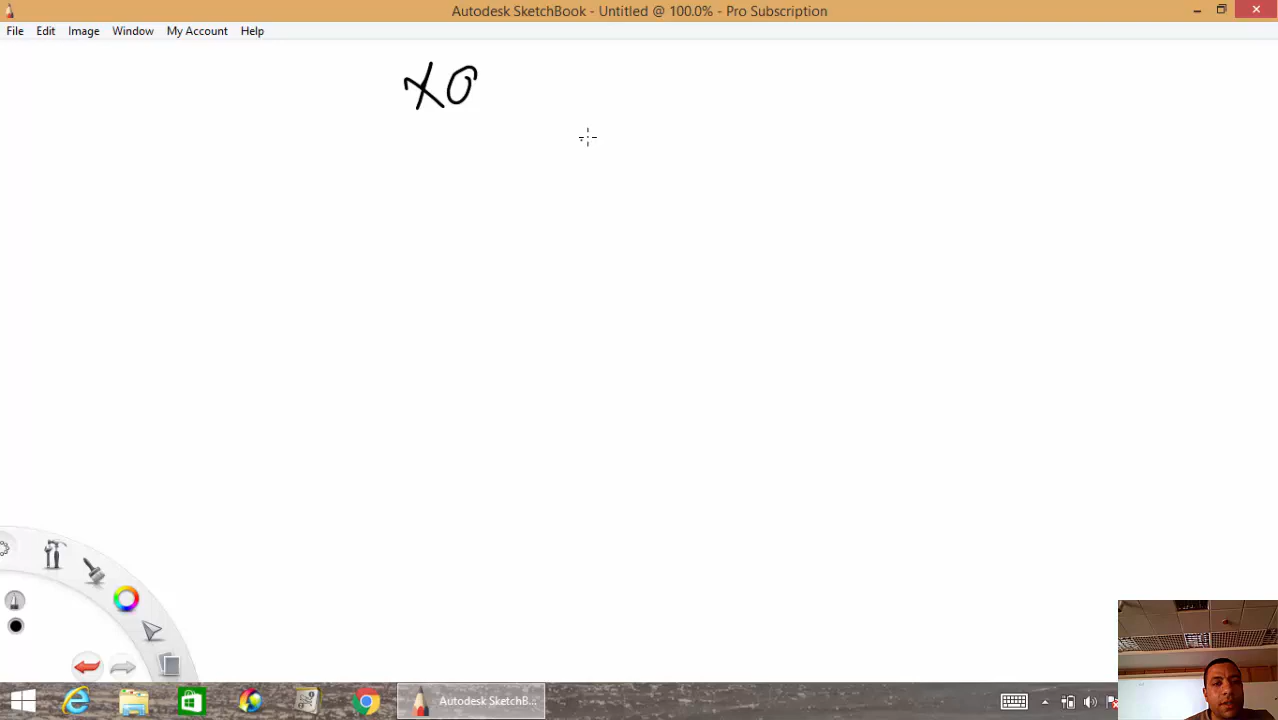 Autodesk SketchBook - Untitled @ 100.0% - Pro Subscription
File Edit Image Window My Account Help
XO
Autodesk SketchB...